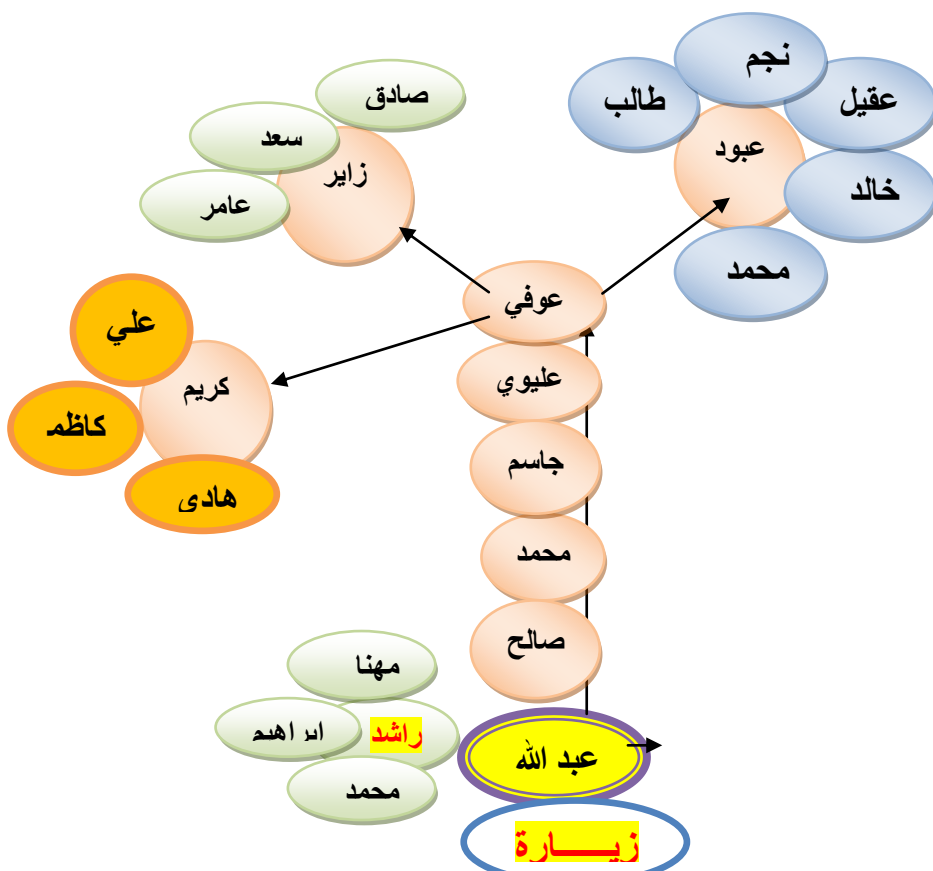 نجم
طالب
عقيل
عبود
خالد
محمد
صادق
سعد
زاير
عامر
عوفي
علي
كريم
كاظم
هادي
عليوي
جاسم
محمد
صالح
مهنا
راشد
ابراهيم
محمد
عبد الله
زيـــــارة